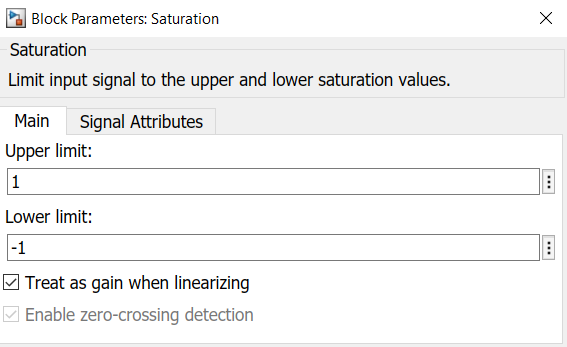 Block Parameters: Saturation
Saturation
Limit input signal to the upper and lower saturation values.
Main Signal Attributes
Upper limit:
1
Lower limit:
-1
Treat as gain when linearizing
Enable zero-crossing detection